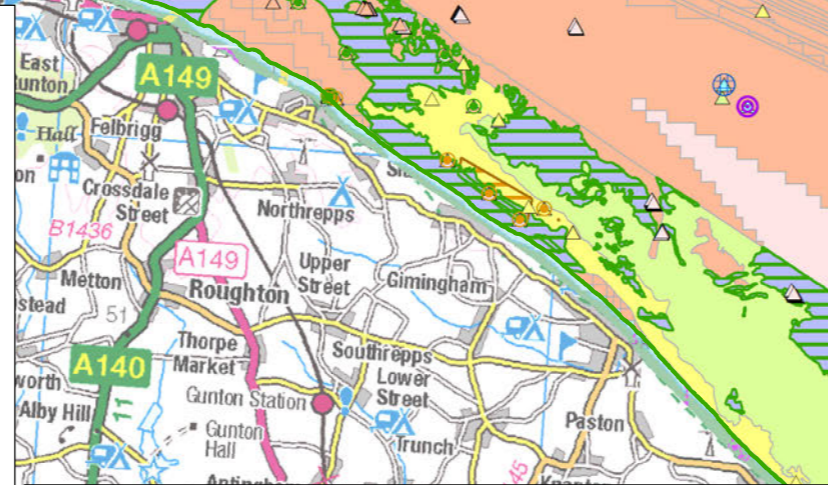 East
A149
Hall
Felbrigg
Crossdale
Street
Northrepps
B1436
A149
Upper
Street
Metton
Gimingham
Roughton
51
Thorpe
Market
Southrepps
A140
Lower
Street
Alby Hill
11
Gunton Station
Gunton
Hall
Trunch
Paston